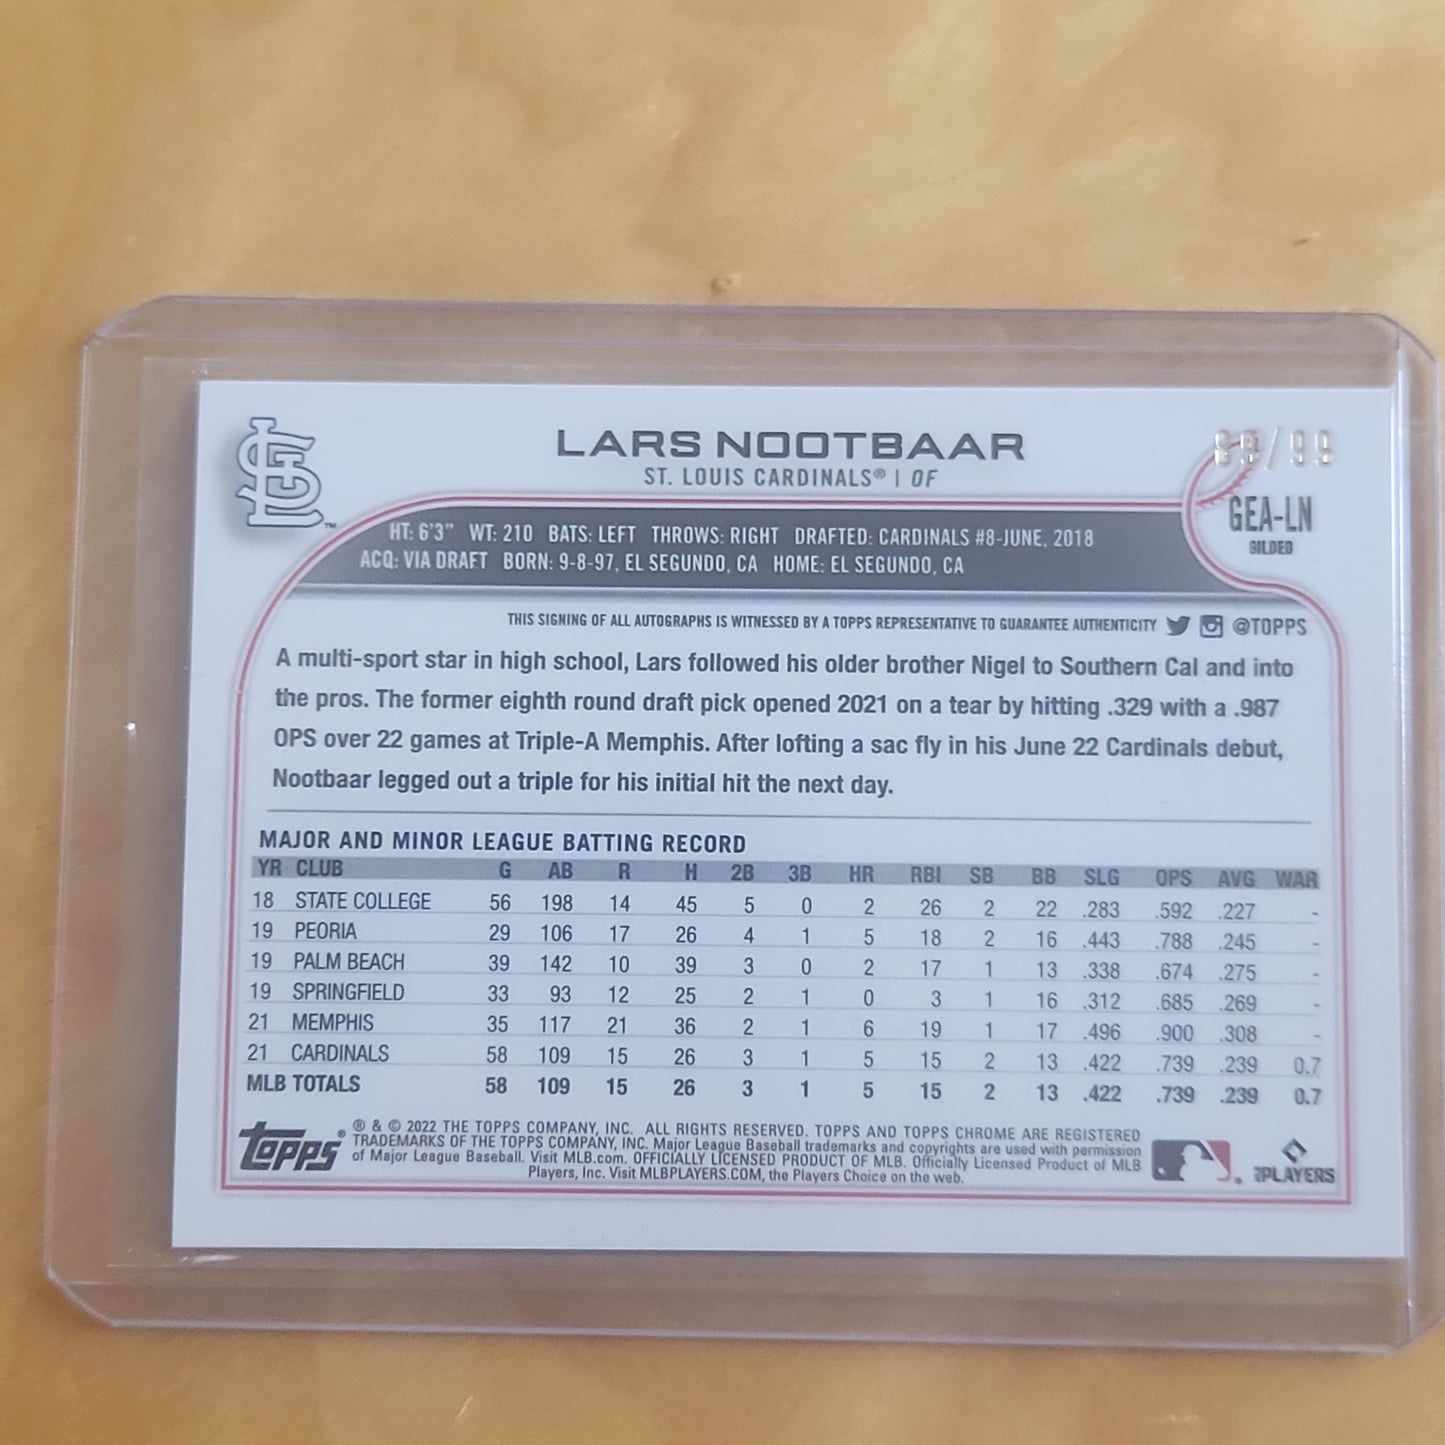 LARS NOOTBAAR
ST. LOUIS CARDINALS® | OF
/99
GEA-LN
GILDED
HT: 6'3" WT: 210 BATS: LEFT THROWS: RIGHT DRAFTED: CARDINALS #8-JUNE, 2018
ACQ: VIA DRAFT BORN: 9-8-97, EL SEGUNDO, CA HOME: EL SEGUNDO, CA
THIS SIGNING OF ALL AUTOGRAPHS IS WITNESSED BY A TOPPS REPRESENTATIVE TO GUARANTEE AUTHENTICITY @TOPPS
A multi-sport star in high school, Lars followed his older brother Nigel to Southern Cal and into
the pros. The former eighth round draft pick opened 2021 on a tear by hitting .329 with a .987
OPS over 22 games at Triple-A Memphis. After lofting a sac fly in his June 22 Cardinals debut,
Nootbaar legged out a triple for his initial hit the next day.
MAJOR AND MINOR LEAGUE BATTING RECORD
YR CLUB G AB R H 2B 3B HR RBI SB BB SLG OPS AVG WAR
18 STATE COLLEGE 56 198 14 45 5 0 2 26 2 22 .283 .592 .227 -
19 PEORIA 29 106 17 26 4 1 5 18 2 16 .443 .788 .245 -
19 PALM BEACH 39 142 10 39 3 0 2 17 1 13 .338 .674 .275 -
19 SPRINGFIELD 33 93 12 25 2 1 0 3 1 16 .312 .685 .269 -
21 MEMPHIS 35 117 21 36 2 1 6 19 1 17 .496 .900 .308 -
21 CARDINALS 58 109 15 26 3 1 5 15 2 13 .422 .739 .239 0.7
MLB TOTALS 58 109 15 26 3 1 5 15 2 13 .422 .739 .239 0.7
topps® ® & © 2022 THE TOPPS COMPANY, INC. ALL RIGHTS RESERVED. TOPPS AND TOPPS CHROME ARE REGISTERED
TRADEMARKS OF THE TOPPS COMPANY, INC. Major League Baseball trademarks and copyrights are used with permission
of Major League Baseball. Visit MLB.com. OFFICIALLY LICENSED PRODUCT OF MLB. Officially Licensed Product of MLB
Players, Inc. Visit MLBPLAYERS.COM, the Players Choice on the web.
PLAYERS